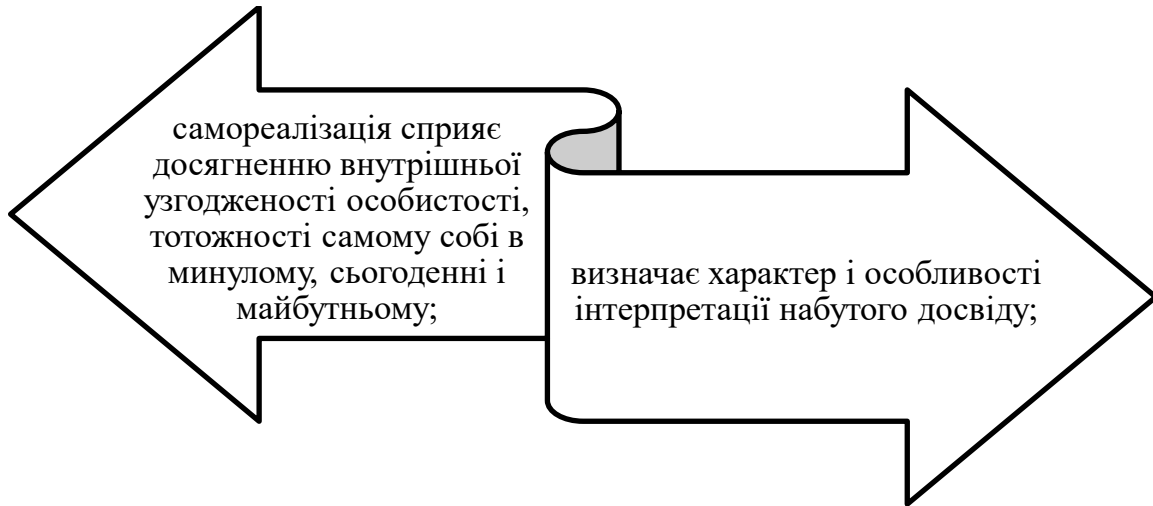 самореалізація сприяє
досягненню внутрішньої
узгодженості особистості,
тотожності самому собі в
минулому, сьогоденні і
майбутньому;
визначає характер і особливості
інтерпретації набутого досвіду;